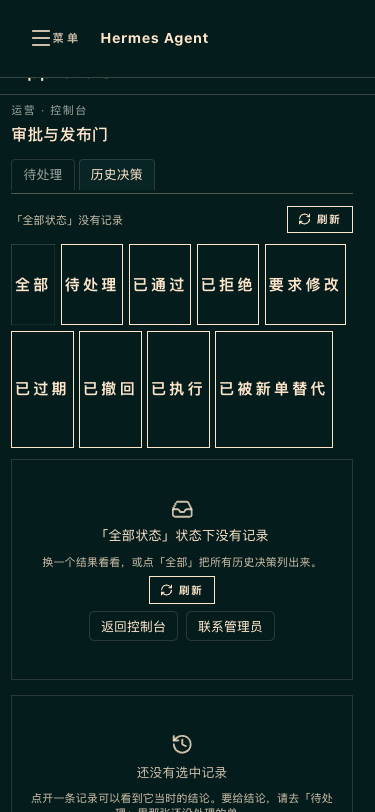 菜单
Hermes Agent
运营 · 控制台
审批与发布门
待处理
历史决策
「全部状态」没有记录
刷新
全部
待处理
已通过
已拒绝
要求修改
已过期
已撤回
已执行
已被新单替代
「全部状态」状态下没有记录
换一个结果看看，或点「全部」把所有历史决策列出来。
刷新
返回控制台
联系管理员
还没有选中记录
点开一条记录可以看到它当时的结论。要给结论，请去「待处